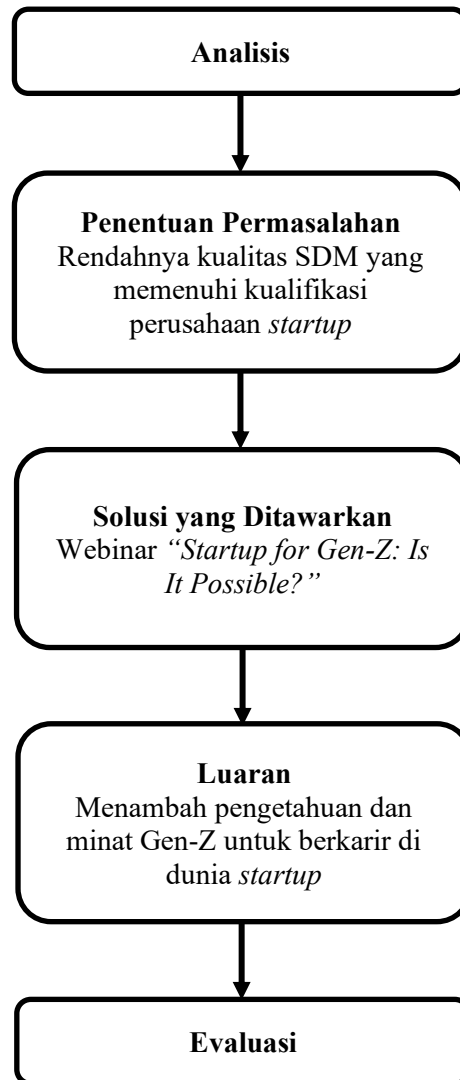 Analisis
Penentuan Permasalahan
Rendahnya kualitas SDM yang
memenuhi kualifikasi
perusahaan startup
Solusi yang Ditawarkan
Webinar “Startup for Gen-Z: Is
It Possible?”
Luaran
Menambah pengetahuan dan
minat Gen-Z untuk berkarir di
dunia startup
Evaluasi